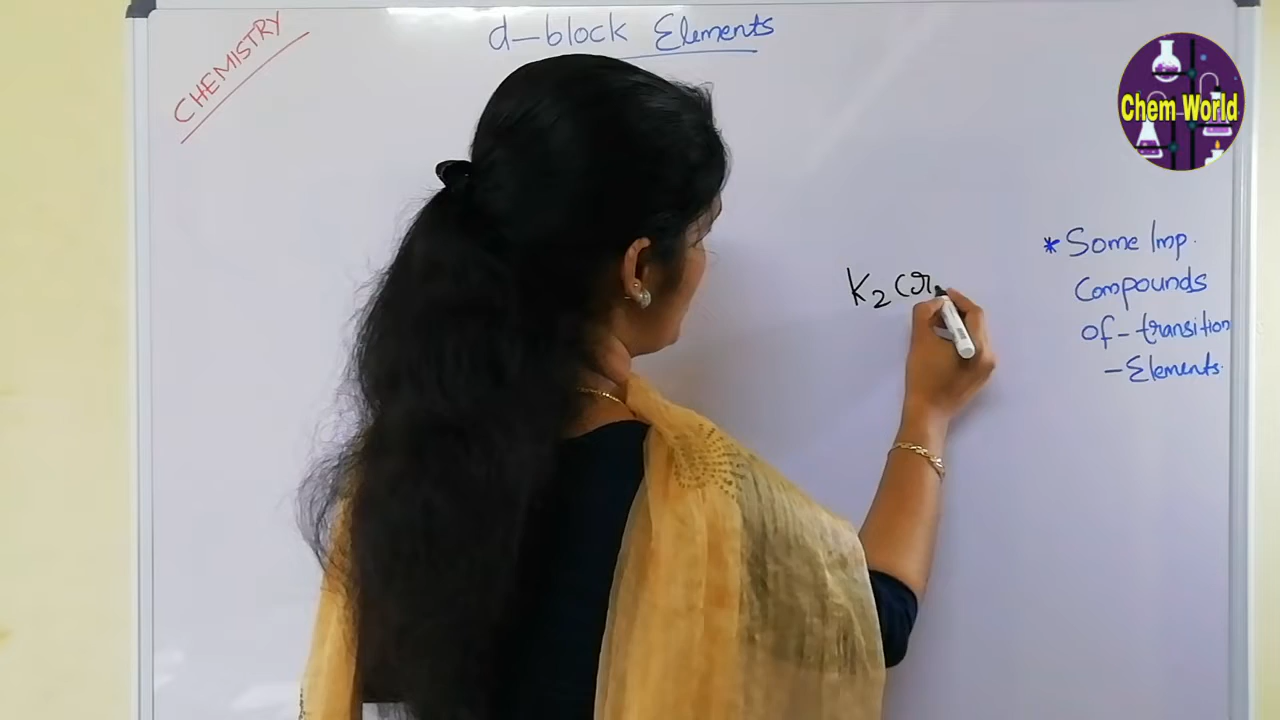 CHEMISTRY
d-block Elements
Chem World
* Some Imp.
Compounds
of-transition
-Elements.
K2Cr